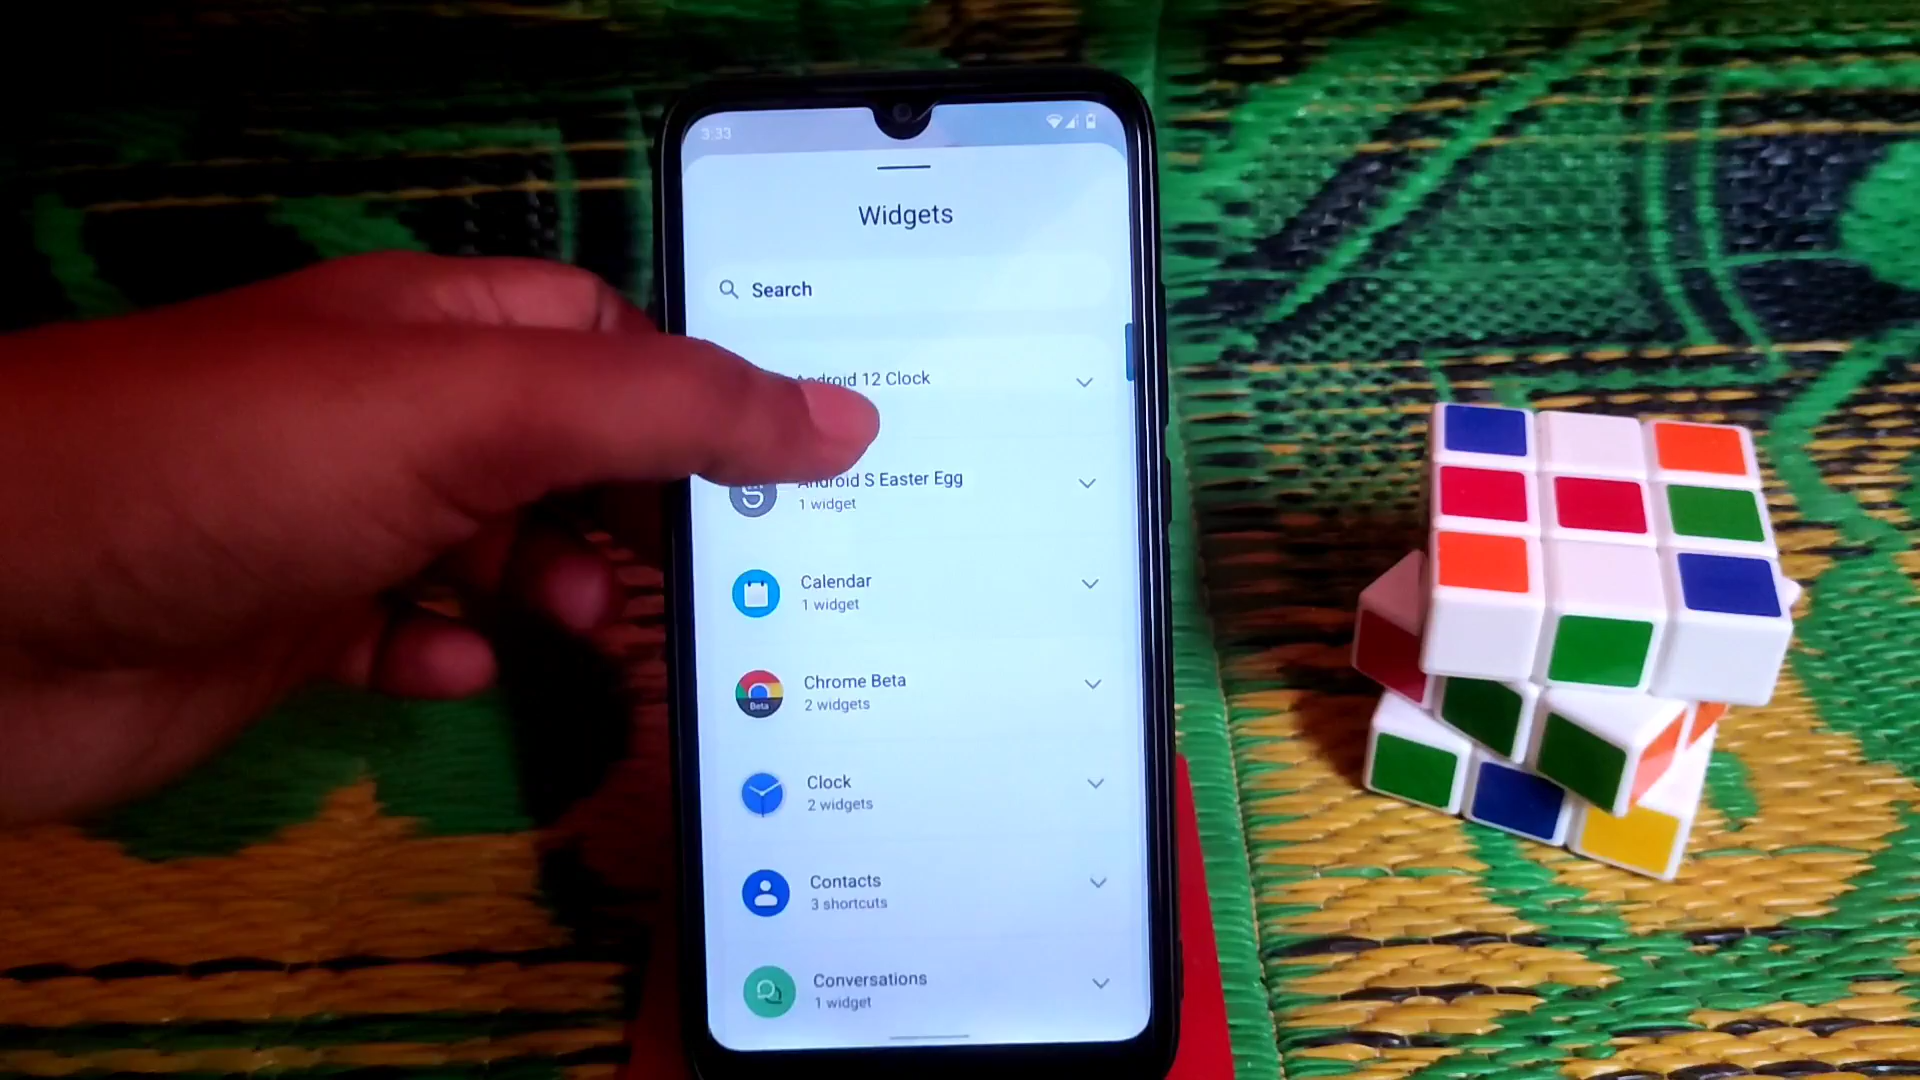 3:33
Widgets
Search
Android 12 Clock
Android S Easter Egg
1 widget
Calendar
1 widget
Chrome Beta
2 widgets
Beta
Clock
2 widgets
Contacts
3 shortcuts
Conversations
1 widget